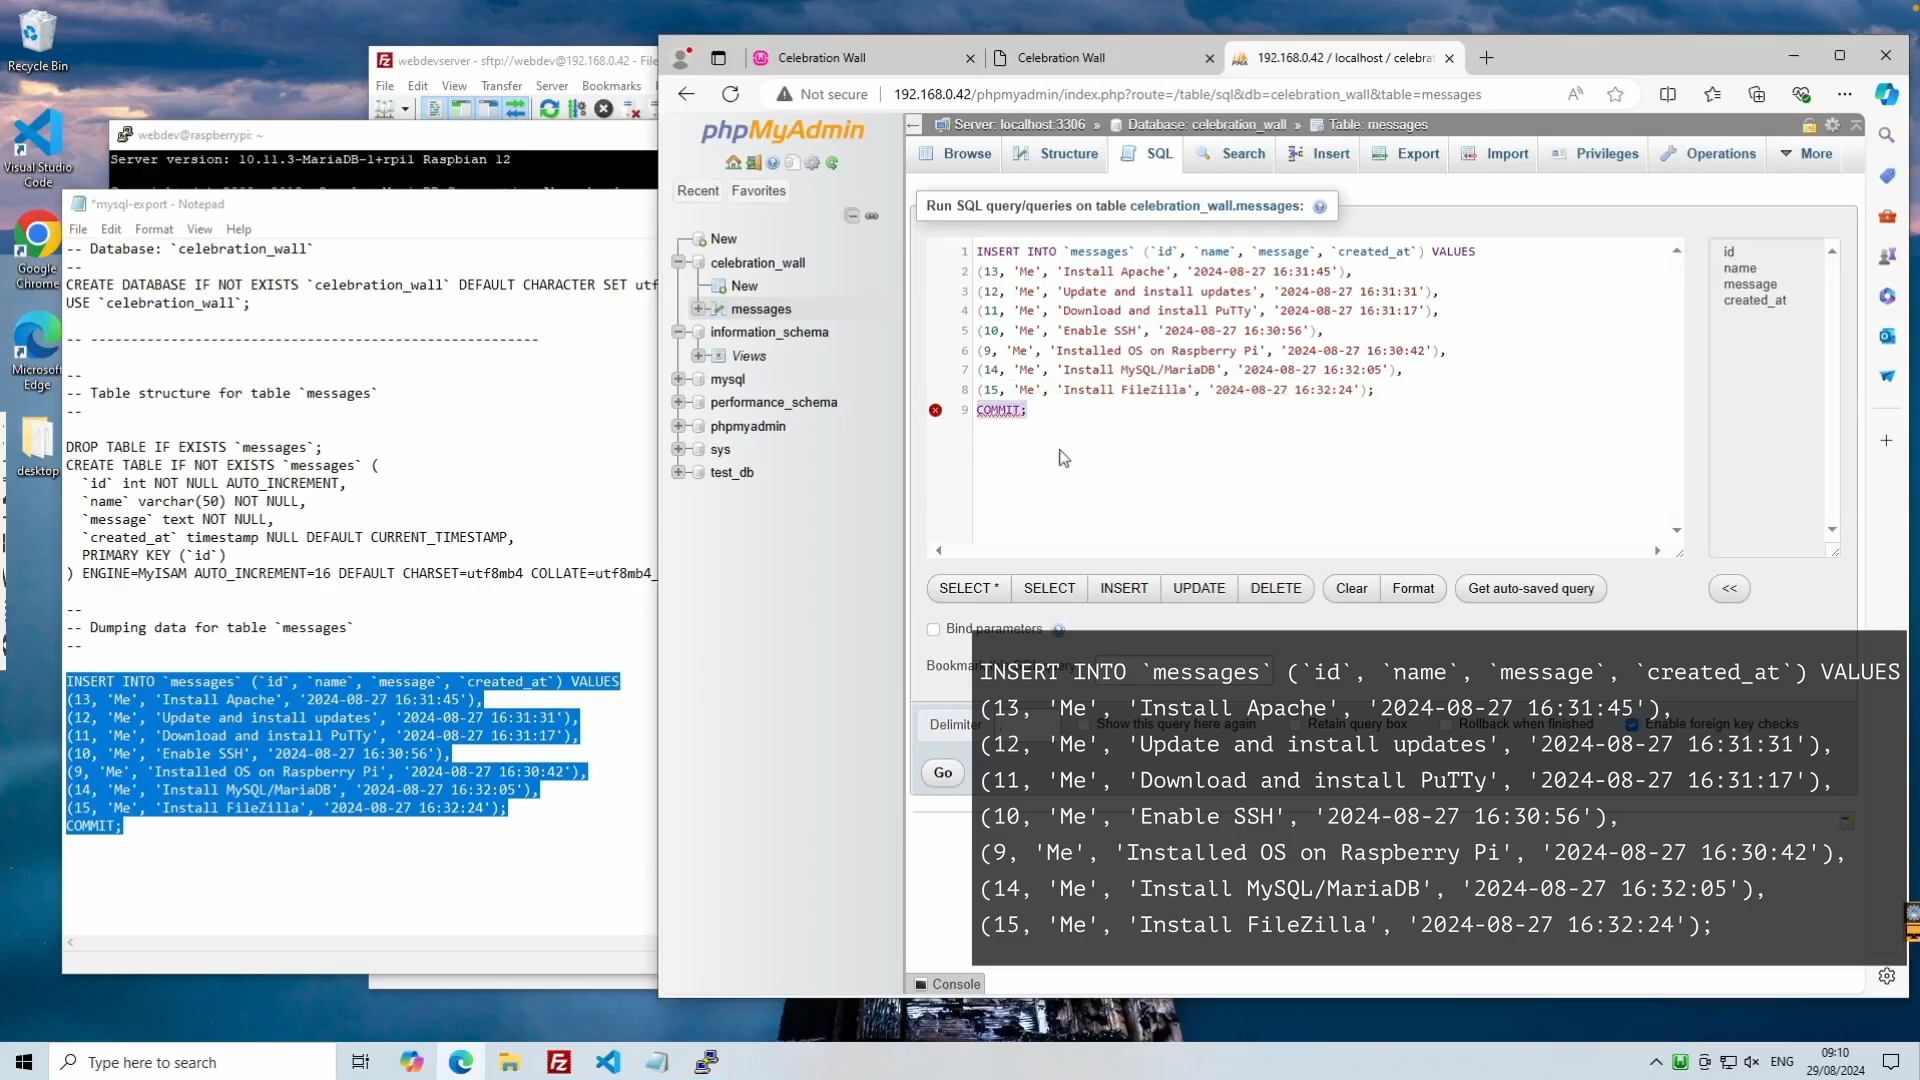 Recycle Bin
Visual Studio
Code
Google
Chrome
Microsoft
Edge
desktop
webdevserver - sftp://webdev@192.168.0.42 - File
File Edit View Transfer Server Bookmarks
webdev@raspberrypi: ~
Server version: 10.11.3-MariaDB-1+rpi1 Raspbian 12
*mysql-export - Notepad
File Edit Format View Help
-- Database: `celebration_wall`
--
CREATE DATABASE IF NOT EXISTS `celebration_wall` DEFAULT CHARACTER SET utf
USE `celebration_wall`;
-- --------------------------------------------------------
--
-- Table structure for table `messages`
--
DROP TABLE IF EXISTS `messages`;
CREATE TABLE IF NOT EXISTS `messages` (
`id` int NOT NULL AUTO_INCREMENT,
`name` varchar(50) NOT NULL,
`message` text NOT NULL,
`created_at` timestamp NULL DEFAULT CURRENT_TIMESTAMP,
PRIMARY KEY (`id`)
) ENGINE=MyISAM AUTO_INCREMENT=16 DEFAULT CHARSET=utf8mb4 COLLATE=utf8mb4_
--
-- Dumping data for table `messages`
--
INSERT INTO `messages` (`id`, `name`, `message`, `created_at`) VALUES
(13, 'Me', 'Install Apache', '2024-08-27 16:31:45'),
(12, 'Me', 'Update and install updates', '2024-08-27 16:31:31'),
(11, 'Me', 'Download and install PuTTy', '2024-08-27 16:31:17'),
(10, 'Me', 'Enable SSH', '2024-08-27 16:30:56'),
(9, 'Me', 'Installed OS on Raspberry Pi', '2024-08-27 16:30:42'),
(14, 'Me', 'Install MySQL/MariaDB', '2024-08-27 16:32:05'),
(15, 'Me', 'Install FileZilla', '2024-08-27 16:32:24');
COMMIT;
Celebration Wall
Celebration Wall
192.168.0.42 / localhost / celebrat
Not secure 192.168.0.42/phpmyadmin/index.php?route=/table/sql&db=celebration_wall&table=messages
phpMyAdmin
Recent Favorites
New
celebration_wall
New
messages
information_schema
Views
mysql
performance_schema
phpmyadmin
sys
test_db
Server: localhost:3306 » Database: celebration_wall » Table: messages
Browse Structure SQL Search Insert Export Import Privileges Operations More
Run SQL query/queries on table celebration_wall.messages:
1 INSERT INTO `messages` (`id`, `name`, `message`, `created_at`) VALUES
2 (13, 'Me', 'Install Apache', '2024-08-27 16:31:45'),
3 (12, 'Me', 'Update and install updates', '2024-08-27 16:31:31'),
4 (11, 'Me', 'Download and install PuTTy', '2024-08-27 16:31:17'),
5 (10, 'Me', 'Enable SSH', '2024-08-27 16:30:56'),
6 (9, 'Me', 'Installed OS on Raspberry Pi', '2024-08-27 16:30:42'),
7 (14, 'Me', 'Install MySQL/MariaDB', '2024-08-27 16:32:05'),
8 (15, 'Me', 'Install FileZilla', '2024-08-27 16:32:24');
9 COMMIT;
id
name
message
created_at
SELECT * SELECT INSERT UPDATE DELETE Clear Format Get auto-saved query <<
Bind parameters
Bookmark
Delimiter ; Show this query here again Retain query box Rollback when finished Enable foreign key checks
Go
INSERT INTO `messages` (`id`, `name`, `message`, `created_at`) VALUES
(13, 'Me', 'Install Apache', '2024-08-27 16:31:45'),
(12, 'Me', 'Update and install updates', '2024-08-27 16:31:31'),
(11, 'Me', 'Download and install PuTTy', '2024-08-27 16:31:17'),
(10, 'Me', 'Enable SSH', '2024-08-27 16:30:56'),
(9, 'Me', 'Installed OS on Raspberry Pi', '2024-08-27 16:30:42'),
(14, 'Me', 'Install MySQL/MariaDB', '2024-08-27 16:32:05'),
(15, 'Me', 'Install FileZilla', '2024-08-27 16:32:24');
Console
Type here to search
ENG
09:10
29/08/2024